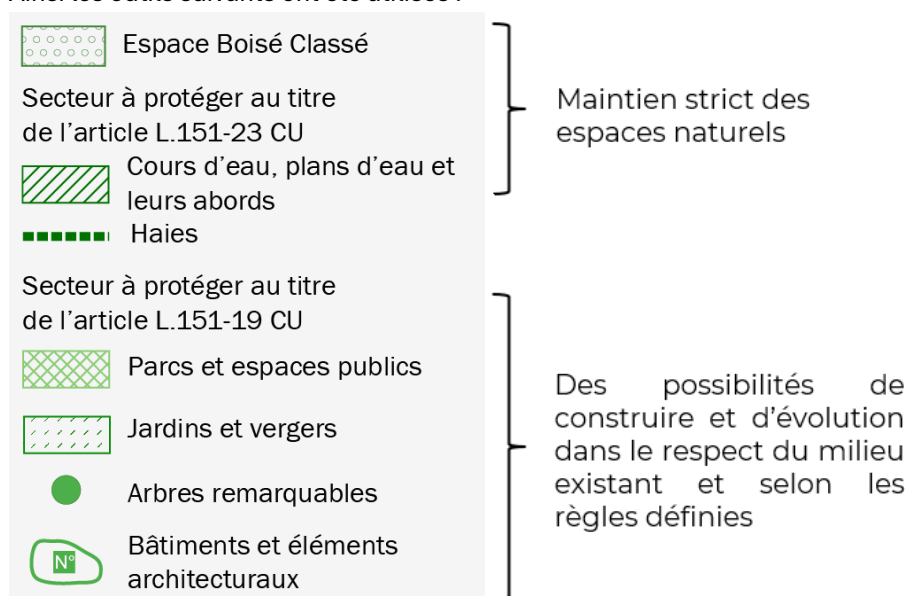 Espace Boisé Classé
Secteur à protéger au titre
de l'article L.151-23 CU
Cours d'eau, plans d'eau et
leurs abords
Haies
Maintien strict des
espaces naturels
Secteur à protéger au titre
de l'article L.151-19 CU
Parcs et espaces publics
Jardins et vergers
Arbres remarquables
N°
Bâtiments et éléments
architecturaux
Des possibilités de
construire et d'évolution
dans le respect du milieu
existant et selon les
règles définies